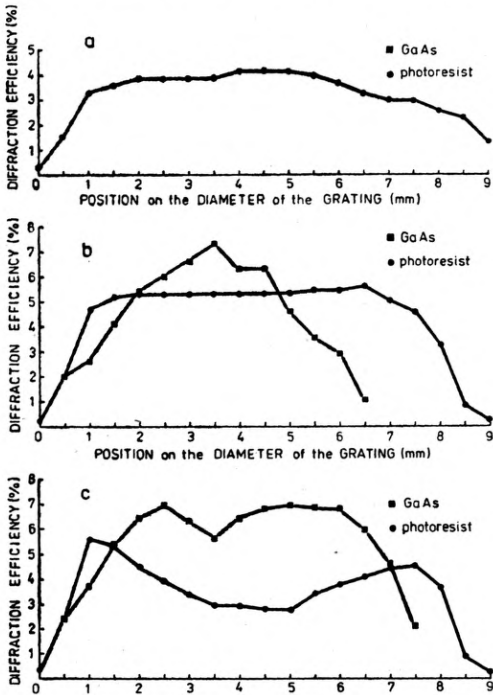 DIFFRACTION EFFICIENCY (%)
a
GaAs
photoresist
5
4
3
2
1
0 1 2 3 4 5 6 7 8 9
POSITION on the DIAMETER of the GRATING (mm)
DIFFRACTION EFFICIENCY (%)
b
GaAs
photoresist
8
7
6
5
4
3
2
1
0 1 2 3 4 5 6 7 8 9
POSITION on the DIAMETER of the GRATING (mm)
DIFFRACTION EFFICIENCY (%)
c
GaAs
photoresist
8
7
6
5
4
3
2
1
0 1 2 3 4 5 6 7 8 9